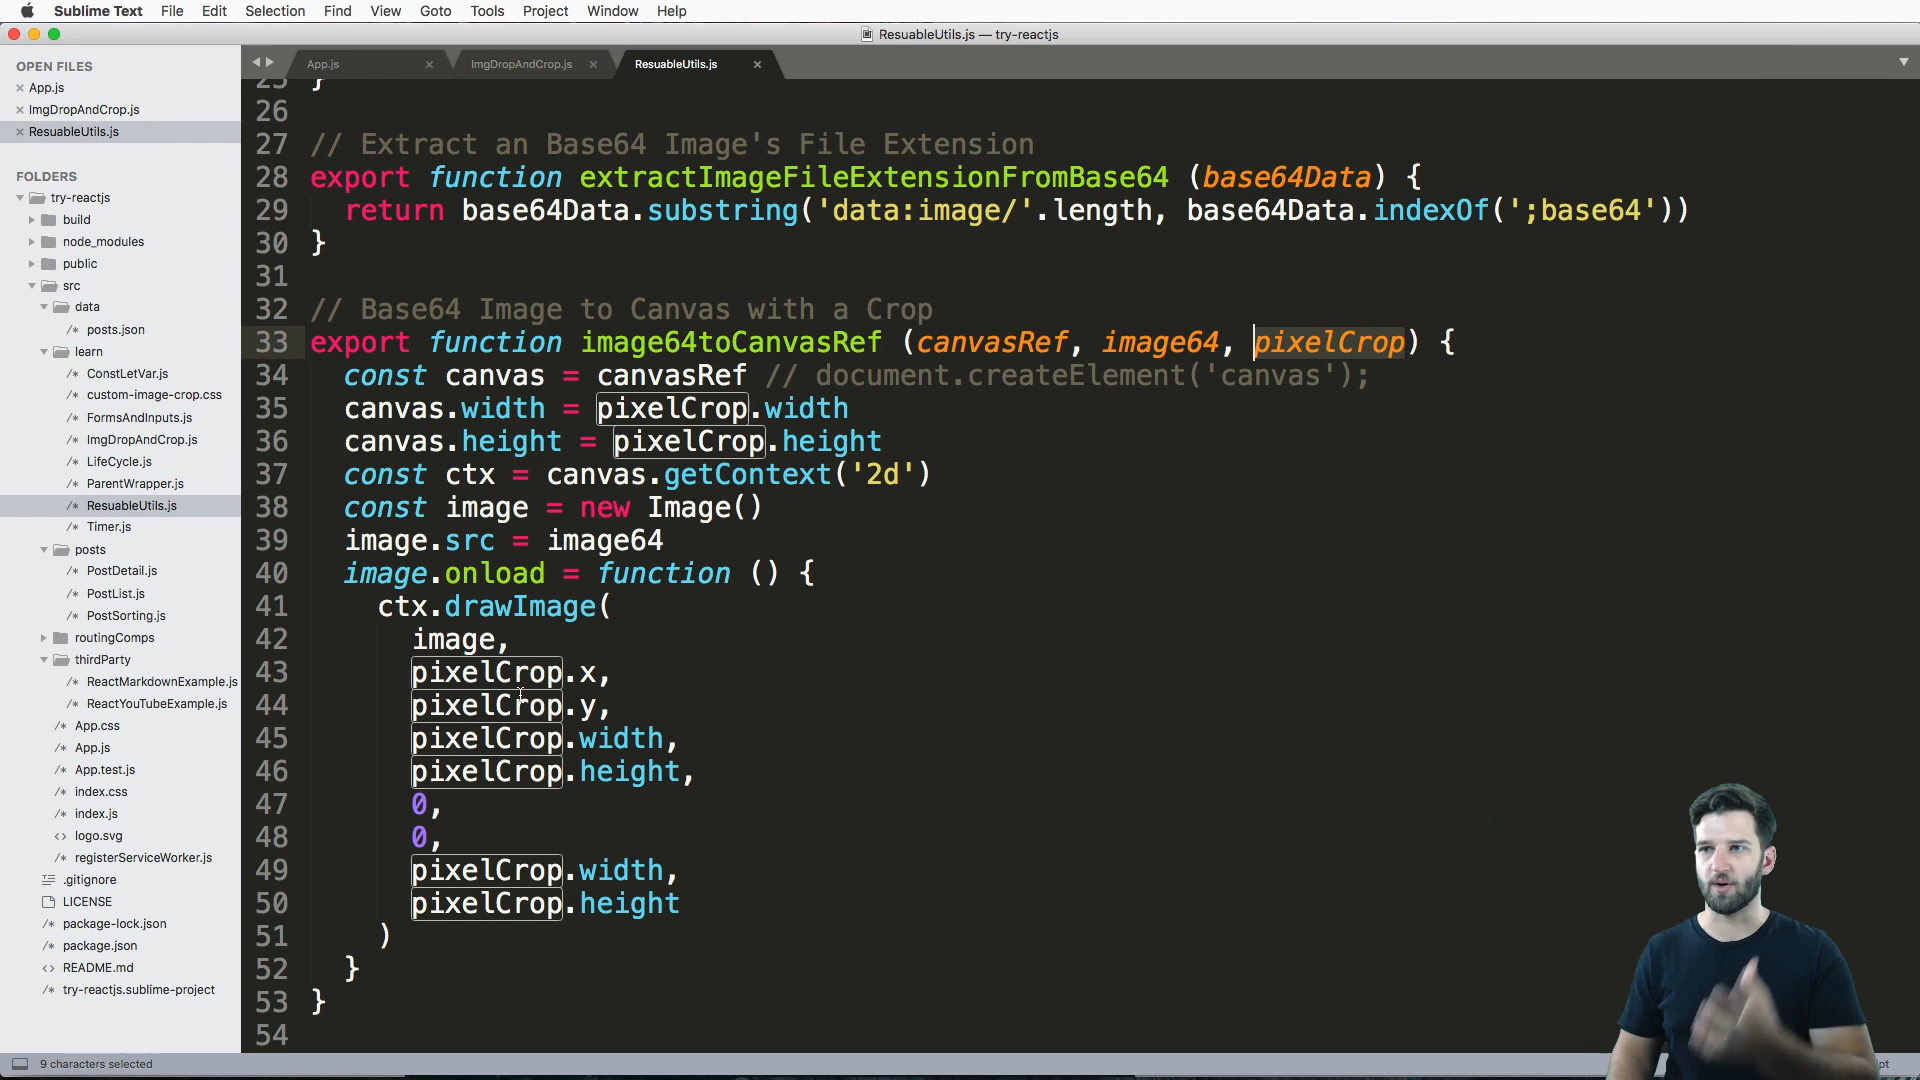 Sublime Text File Edit Selection Find View Goto Tools Project Window Help
ResuableUtils.js — try-reactjs
OPEN FILES
App.js
ImgDropAndCrop.js
ResuableUtils.js
FOLDERS
try-reactjs
build
node_modules
public
src
data
/* posts.json
learn
/* ConstLetVar.js
/* custom-image-crop.css
/* FormsAndInputs.js
/* ImgDropAndCrop.js
/* LifeCycle.js
/* ParentWrapper.js
/* ResuableUtils.js
/* Timer.js
posts
/* PostDetail.js
/* PostList.js
/* PostSorting.js
routingComps
thirdParty
/* ReactMarkdownExample.js
/* ReactYouTubeExample.js
/* App.css
/* App.js
/* App.test.js
/* index.css
/* index.js
<> logo.svg
/* registerServiceWorker.js
.gitignore
LICENSE
/* package-lock.json
/* package.json
<> README.md
/* try-reactjs.sublime-project
App.js ImgDropAndCrop.js ResuableUtils.js
25 }
26
27 // Extract an Base64 Image's File Extension
28 export function extractImageFileExtensionFromBase64 (base64Data) {
29 return base64Data.substring('data:image/'.length, base64Data.indexOf(';base64'))
30 }
31
32 // Base64 Image to Canvas with a Crop
33 export function image64toCanvasRef (canvasRef, image64, pixelCrop) {
34 const canvas = canvasRef // document.createElement('canvas');
35 canvas.width = pixelCrop.width
36 canvas.height = pixelCrop.height
37 const ctx = canvas.getContext('2d')
38 const image = new Image()
39 image.src = image64
40 image.onload = function () {
41 ctx.drawImage(
42 image,
43 pixelCrop.x,
44 pixelCrop.y,
45 pixelCrop.width,
46 pixelCrop.height,
47 0,
48 0,
49 pixelCrop.width,
50 pixelCrop.height
51 )
52 }
53 }
54
9 characters selected